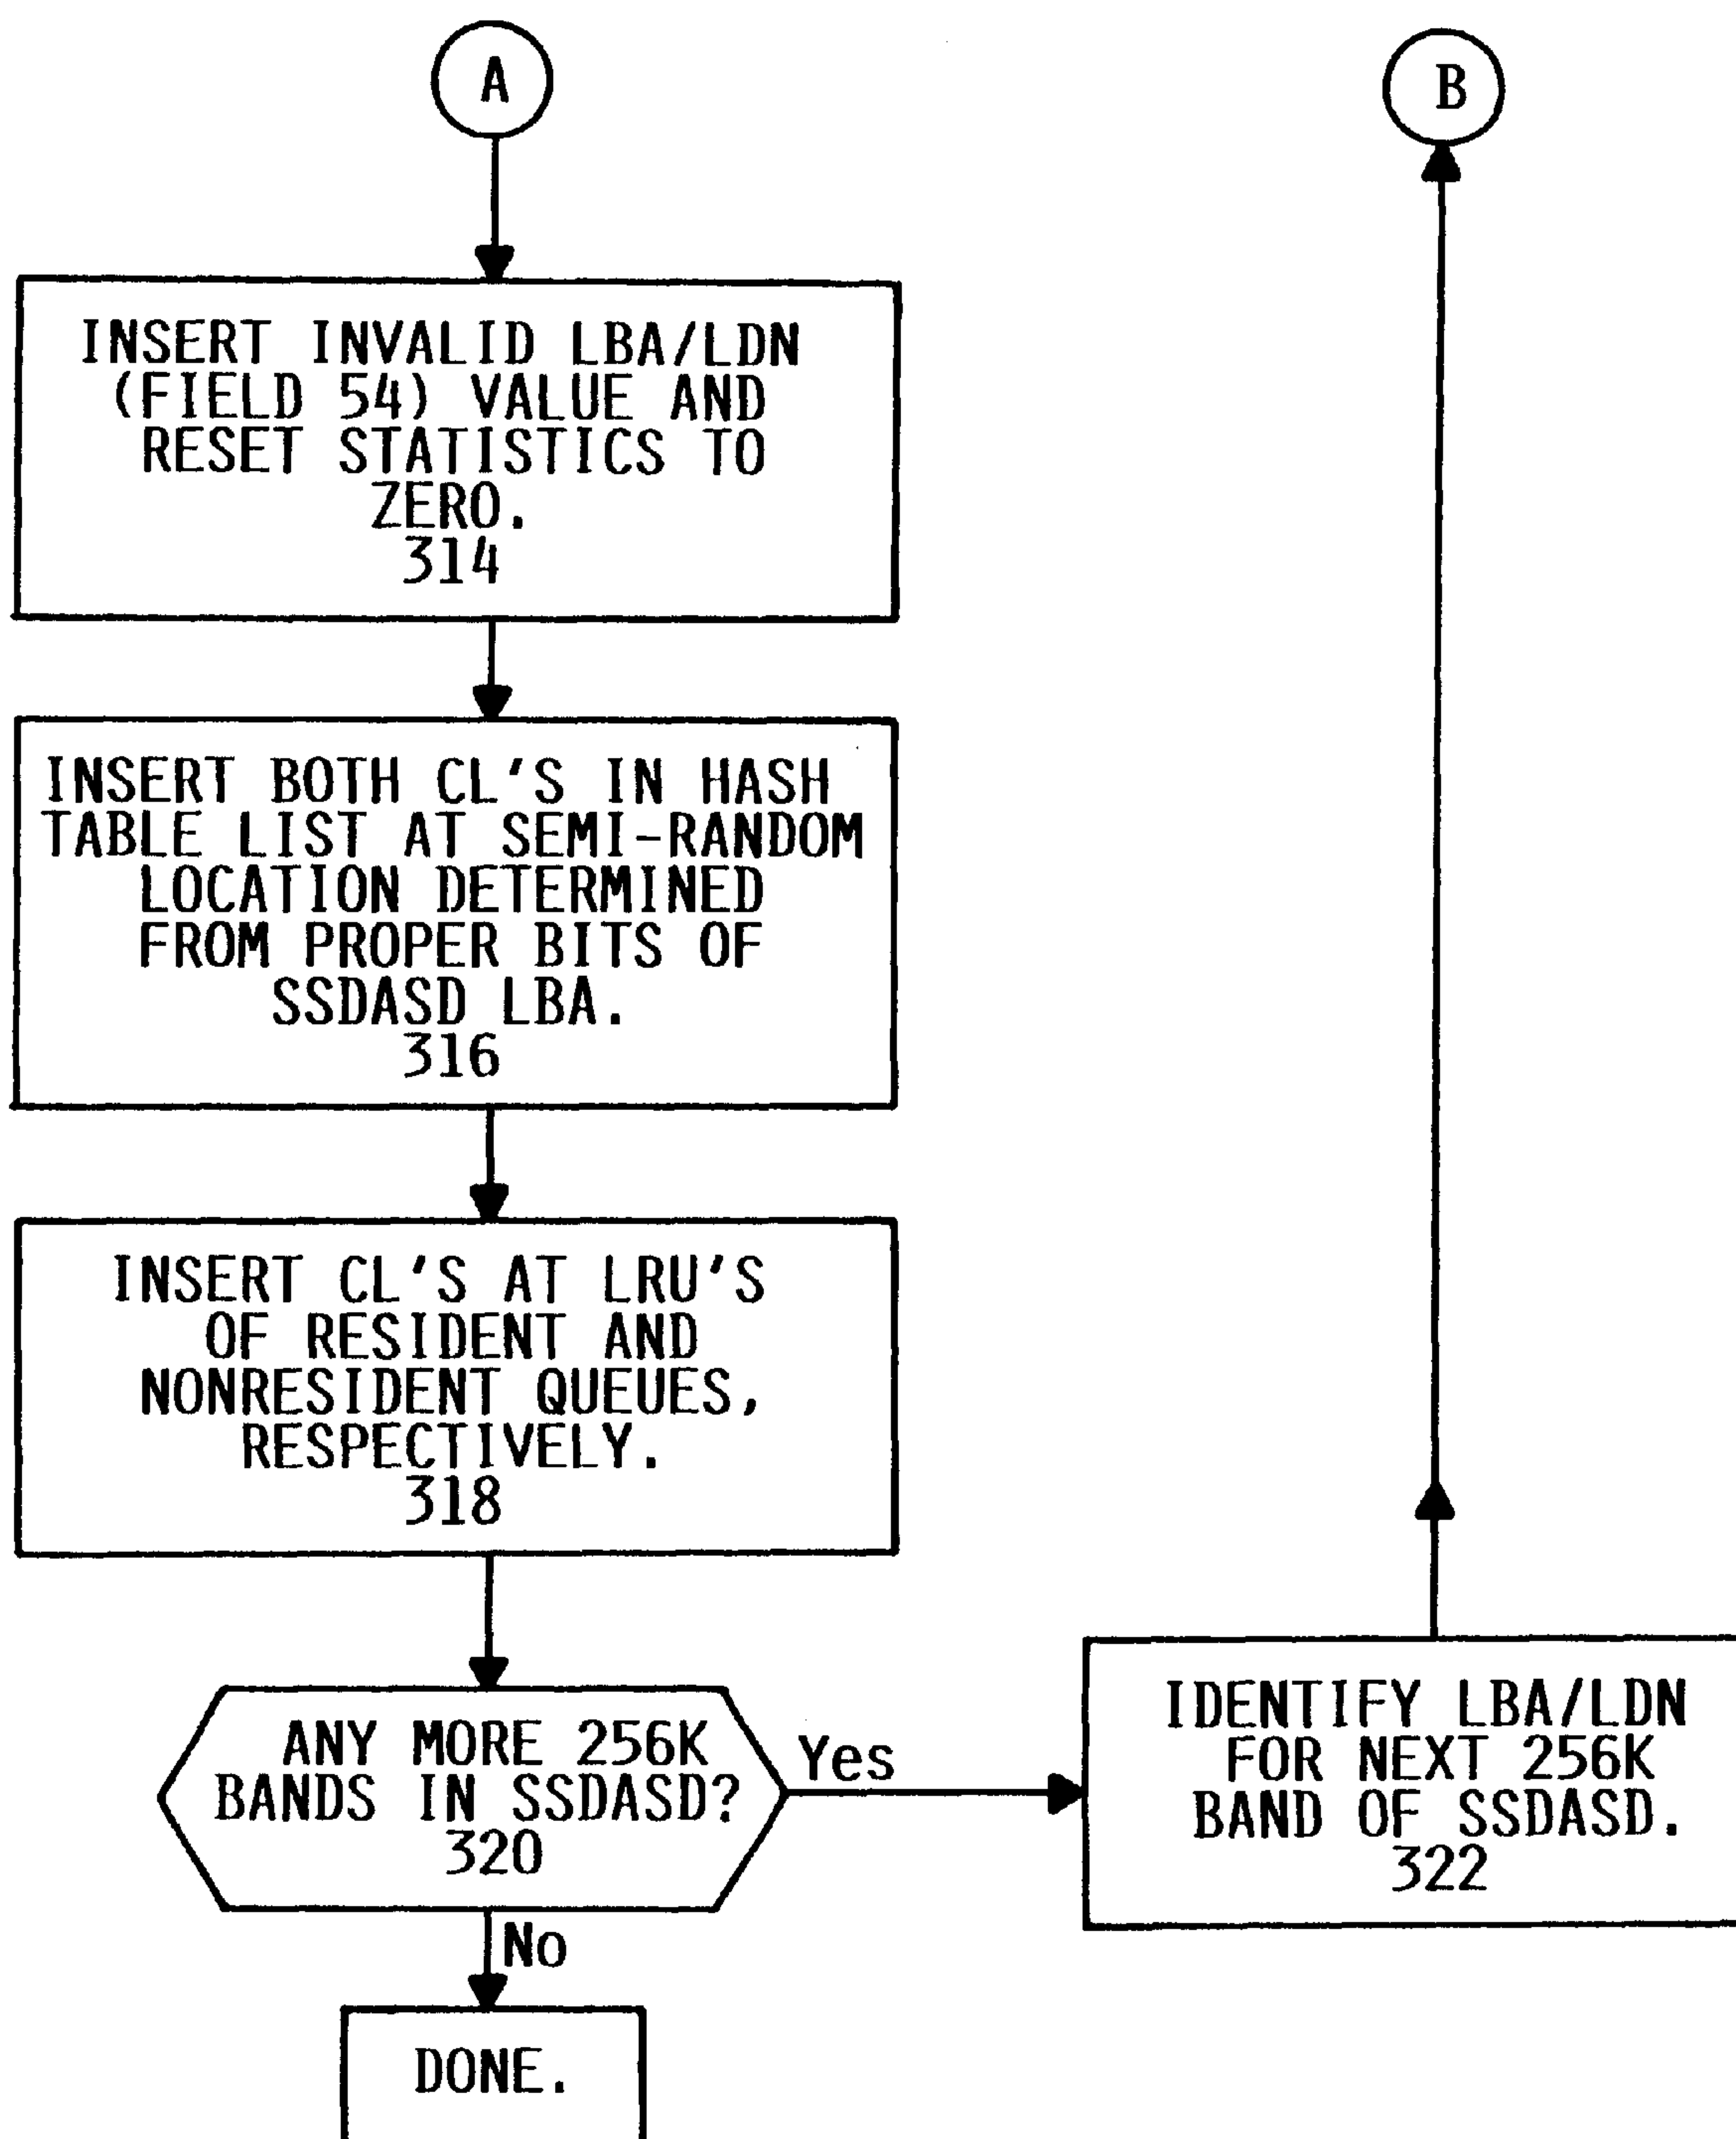 A
B
INSERT INVALID LBA/LDN
(FIELD 54) VALUE AND
RESET STATISTICS TO
ZERO.
314
INSERT BOTH CL'S IN HASH
TABLE LIST AT SEMI-RANDOM
LOCATION DETERMINED
FROM PROPER BITS OF
SSDASD LBA.
316
INSERT CL'S AT LRU'S
OF RESIDENT AND
NONRESIDENT QUEUES,
RESPECTIVELY.
318
ANY MORE 256K
BANDS IN SSDASD?
320
Yes
IDENTIFY LBA/LDN
FOR NEXT 256K
BAND OF SSDASD.
322
No
DONE.